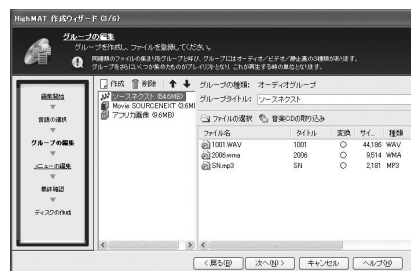 HighMAT 作成ウィザード (3/6)
グループの編集
グループを作成し、ファイルを登録してください。
同種類のファイルの集まりをグループと呼び、グループにはオーディオ/ビデオ/静止画の3種類があります。
グループをさらにいくつか集めたものがプレイリストとなり、これが再生する時の単位となります。
編集開始
言語の選択
グループの編集
メニューの編集
最終確認
ディスクの作成
作成 削除
ソースネクスト (54.6MB)
Movie SOURCENEXT (3.6M
アプリカ画像 (9.6MB)
グループの種類: オーディオグループ
グループタイトル: ソースネクスト
ファイルの選択 音楽CDの取り込み
ファイル名 タイトル 変換 サイ... 種類
1001.WAV 1001 ○ 44,186 WAV
2006.wma 2006 ○ 9,514 WMA
SN.mp3 SN ○ 2,181 MP3
< 戻る(B) 次へ(N) > キャンセル ヘルプ(H)